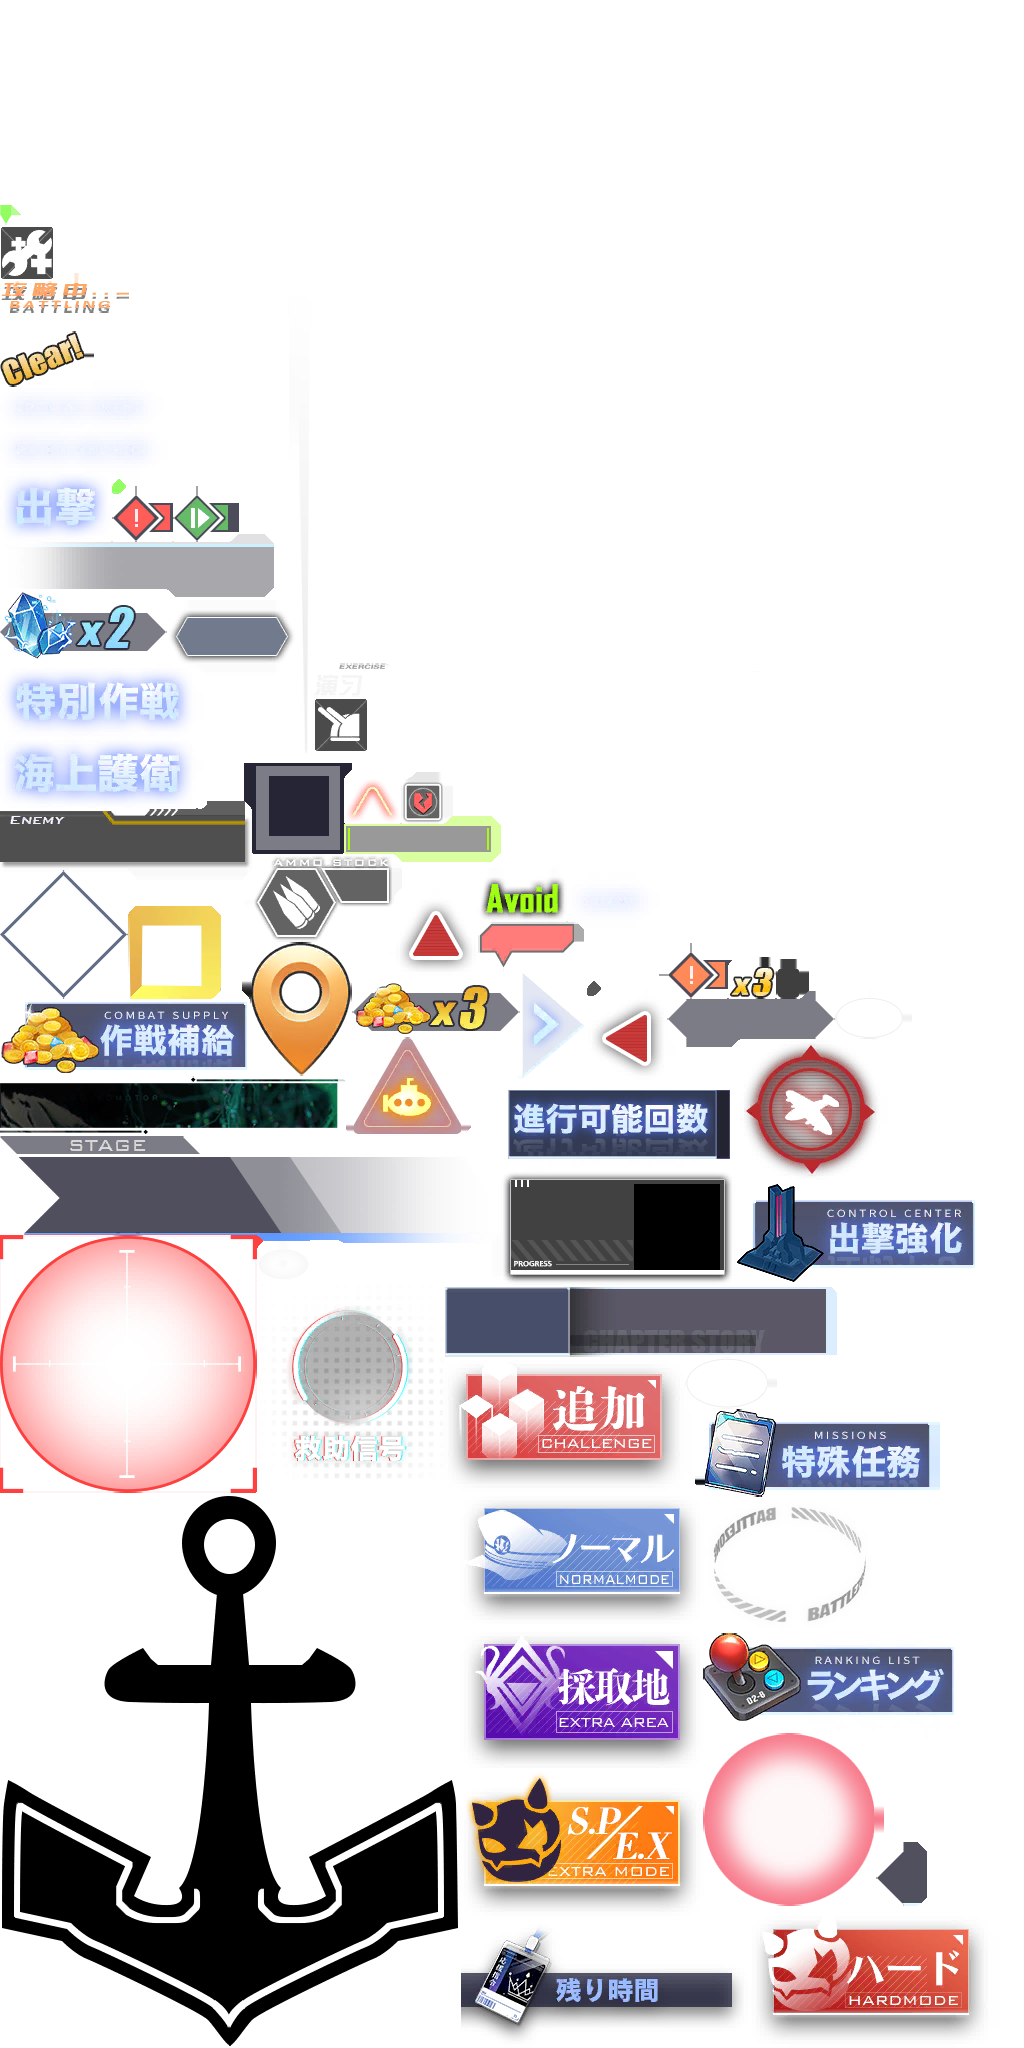 攻略中...
BATTLING
Clear!
出撃
x2
EXERCISE
演习
特別作戦
海上護衛
ENEMY
AMMO STOCK
Avoid
x3
x3
COMBAT SUPPLY
作戦補給
STAGE
進行可能回数
PROGRESS
CONTROL CENTER
出撃強化
CHAPTER STORY
追加
CHALLENGE
救助信号
MISSIONS
特殊任務
ノーマル
NORMALMODE
BATTLEZONE
BATTLE
採取地
EXTRA AREA
RANKING LIST
ランキング
02-8
S.P/
E.X
EXTRA MODE
残り時間
ハード
HARDMODE